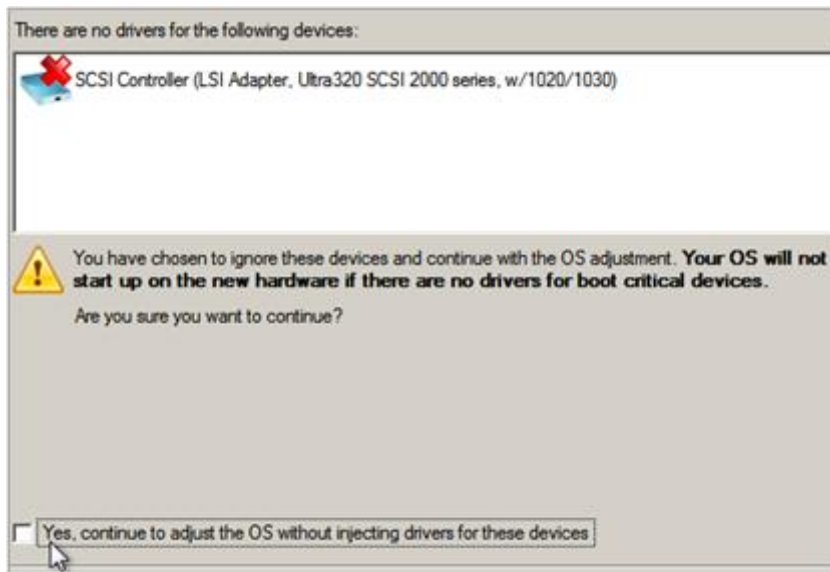 There are no drivers for the following devices:
SCSI Controller (LSI Adapter, Ultra320 SCSI 2000 series, w/1020/1030)
You have chosen to ignore these devices and continue with the OS adjustment. Your OS will not
start up on the new hardware if there are no drivers for boot critical devices.
Are you sure you want to continue?
Yes, continue to adjust the OS without injecting drivers for these devices